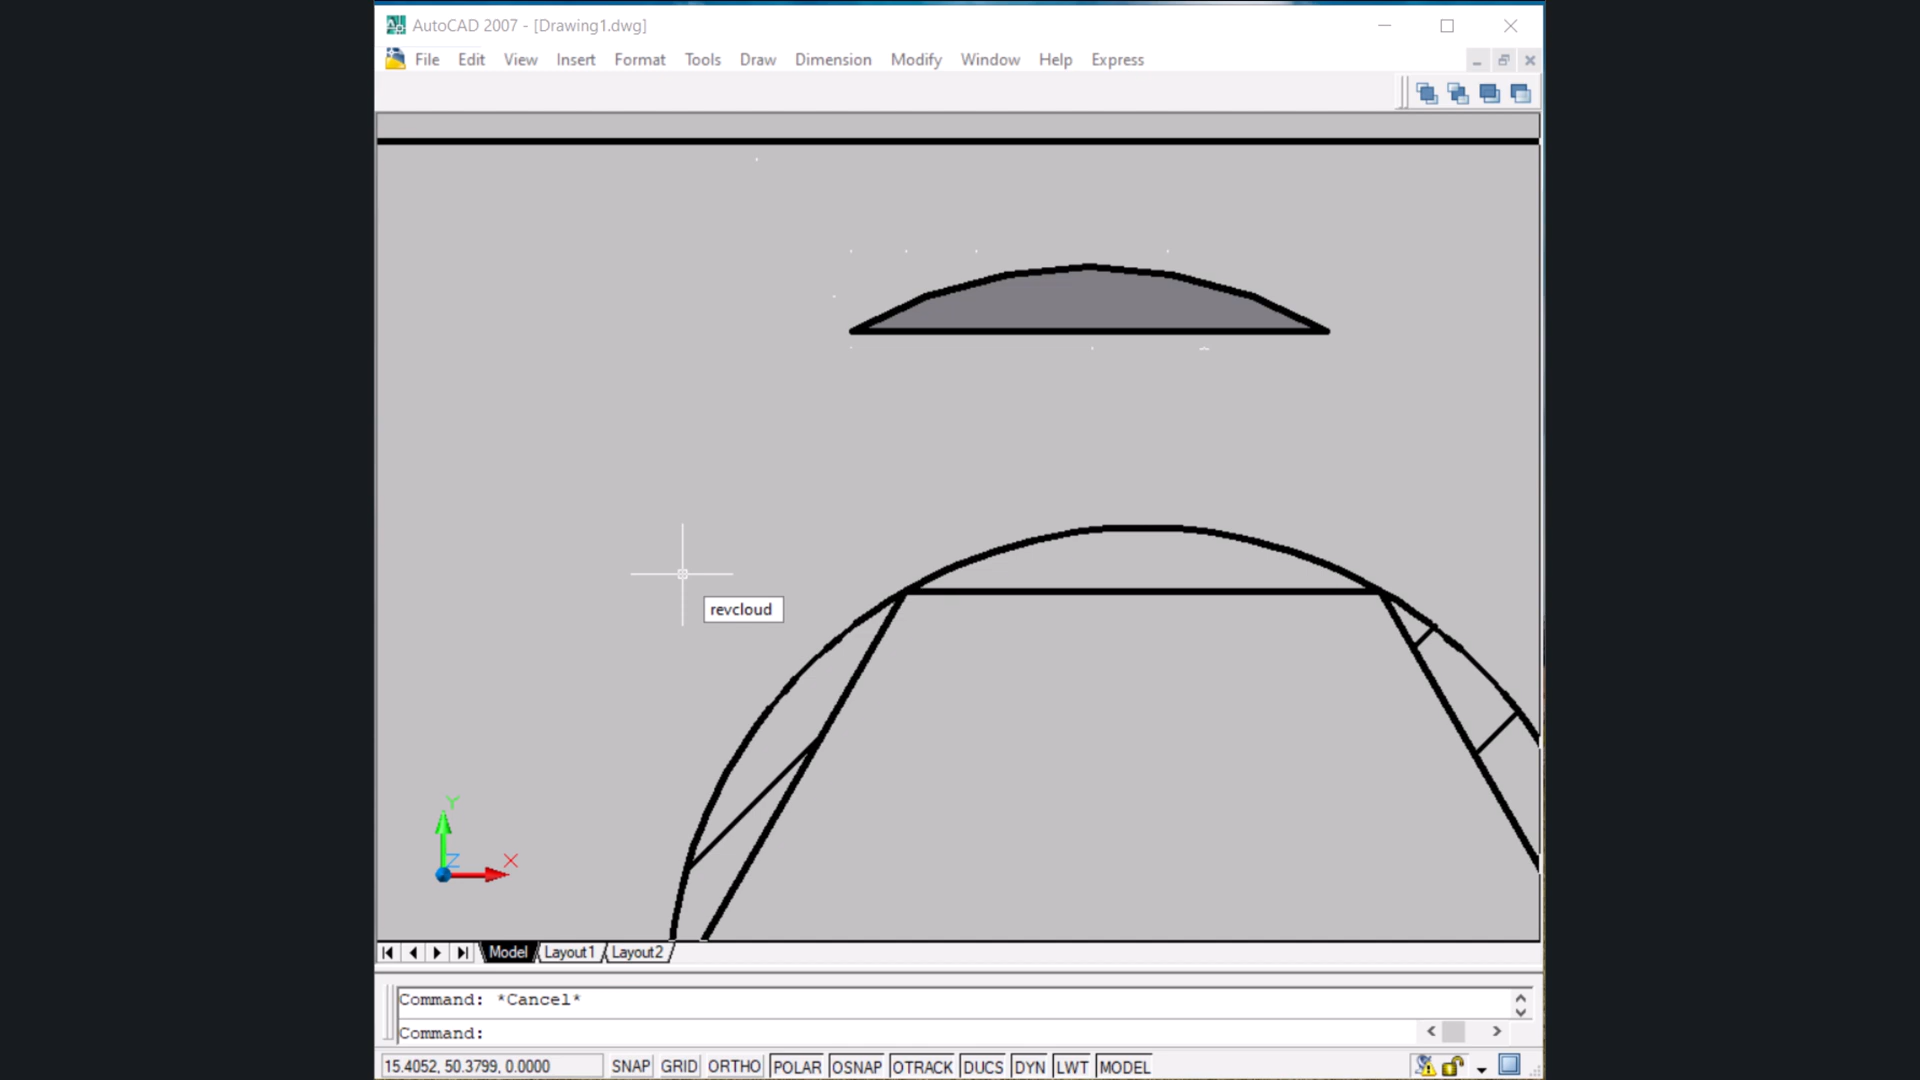 AutoCAD 2007 - [Drawing1.dwg]
File Edit View Insert Format Tools Draw Dimension Modify Window Help Express
revcloud
Y
Z X
Model Layout1 Layout2
Command: *Cancel*
Command:
15.4052, 50.3799, 0.0000 SNAP GRID ORTHO POLAR OSNAP OTRACK DUCS DYN LWT MODEL